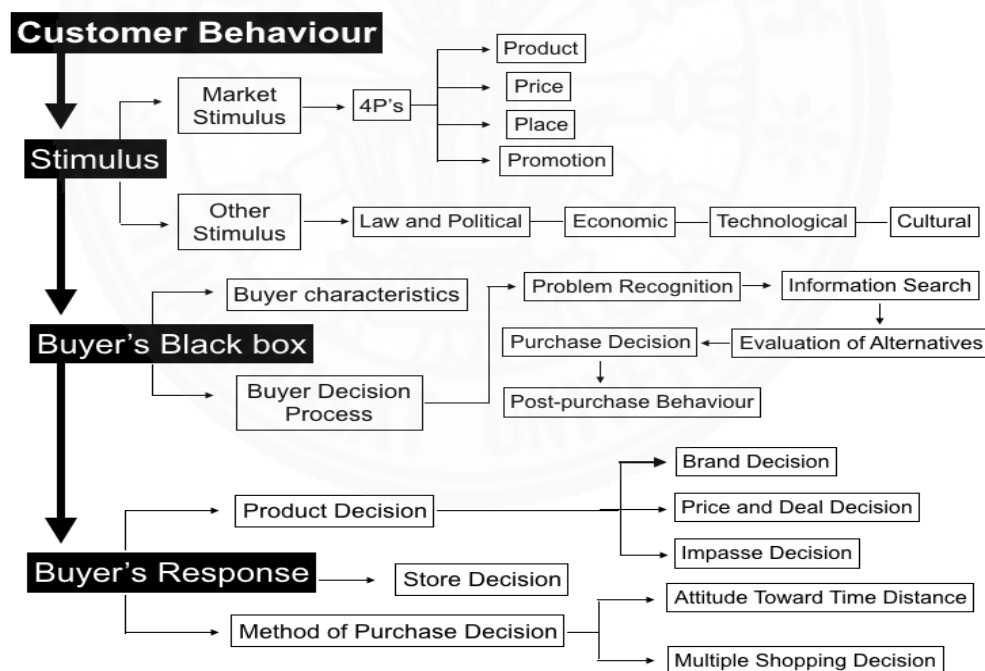 Customer Behaviour
Product
Market
Stimulus
4P's
Price
Place
Stimulus
Promotion
Other
Stimulus
Law and Political
Economic
Technological
Cultural
Buyer characteristics
Problem Recognition
Information Search
Buyer's Black box
Purchase Decision
Evaluation of Alternatives
Buyer Decision
Process
Post-purchase Behaviour
Brand Decision
Product Decision
Price and Deal Decision
Impasse Decision
Buyer's Response
Store Decision
Attitude Toward Time Distance
Method of Purchase Decision
Multiple Shopping Decision